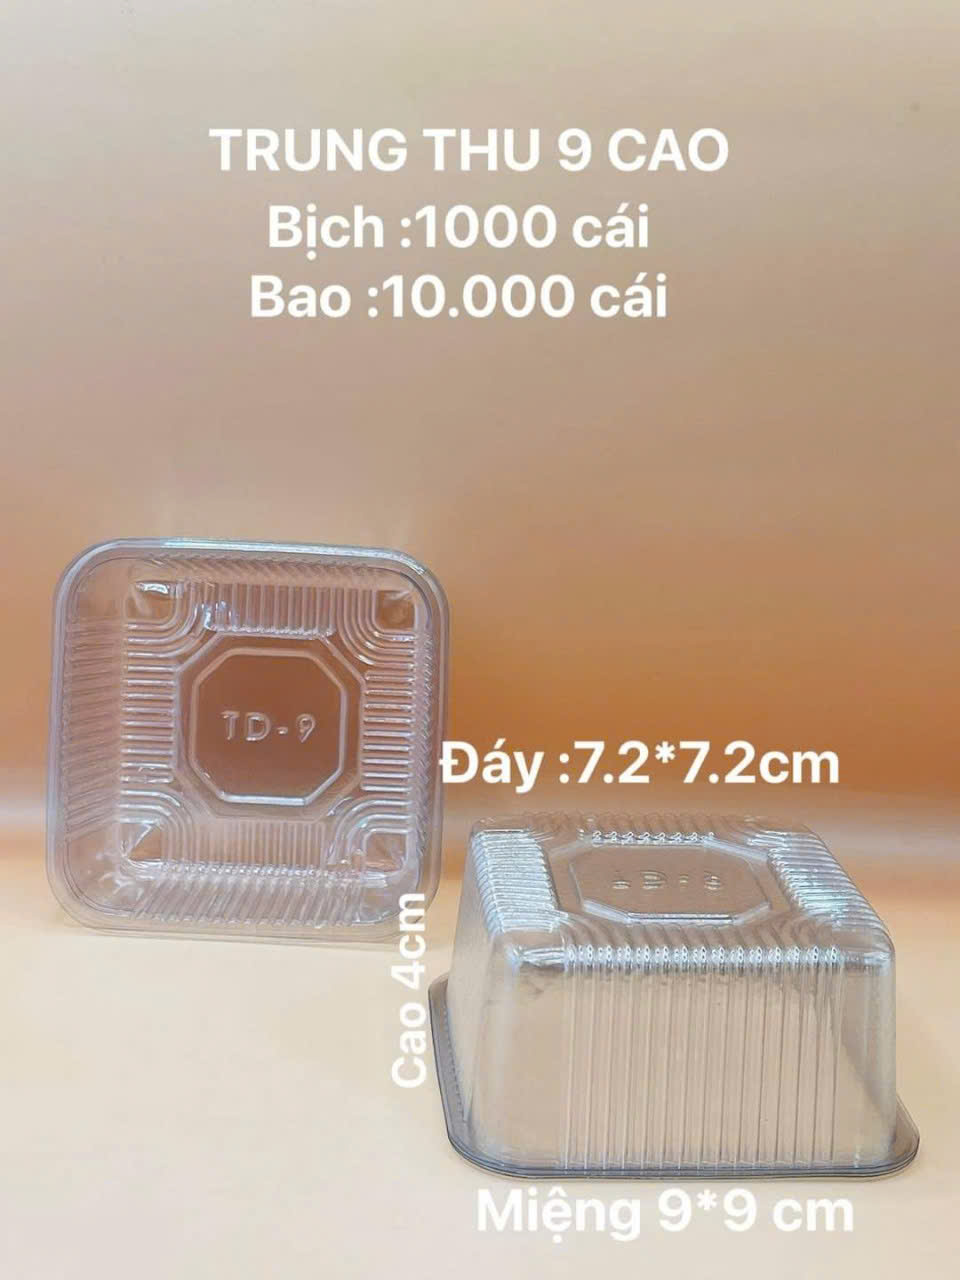 TRUNG THU 9 CAO
Bịch :1000 cái
Bao :10.000 cái
TD-9
Đáy :7.2*7.2cm
Cao 4cm
Miệng 9*9 cm